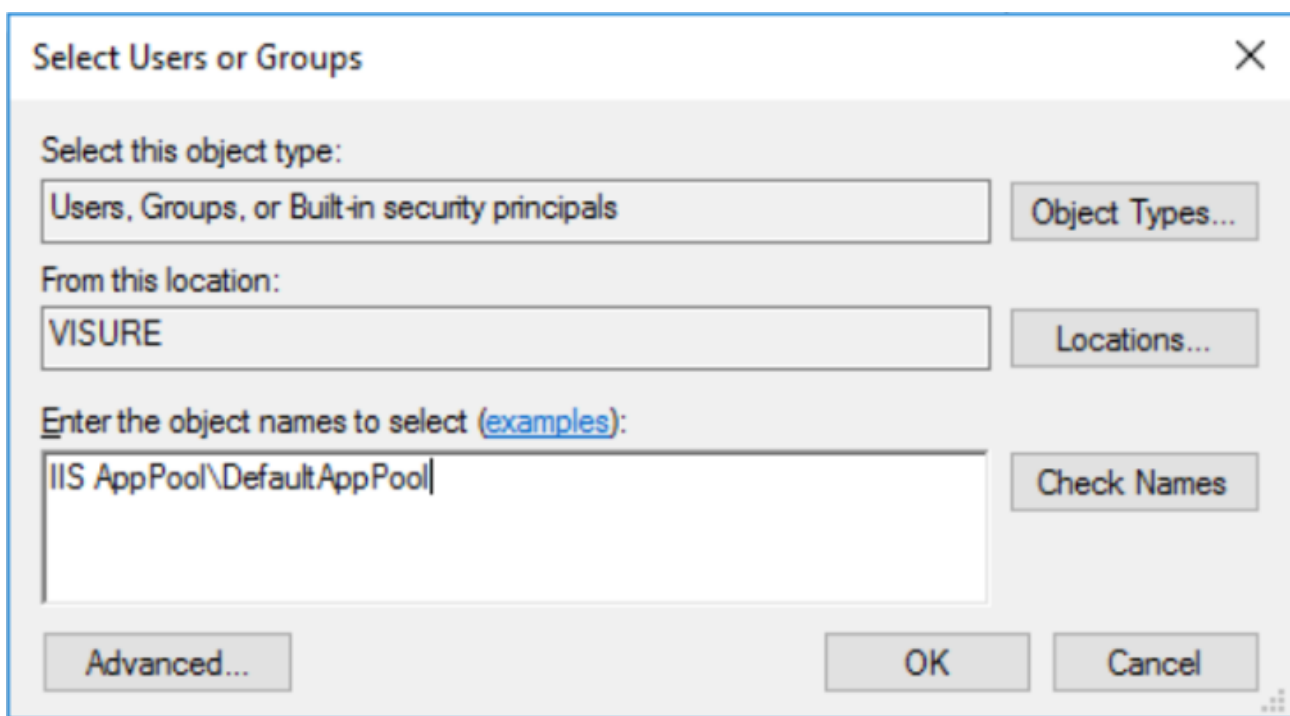 Select Users or Groups
Select this object type:
Users, Groups, or Built-in security principals
Object Types...
From this location:
VISURE
Locations...
Enter the object names to select (examples):
IIS AppPool\DefaultAppPool
Check Names
Advanced...
OK
Cancel